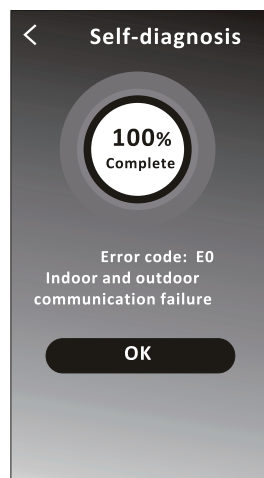 Self-diagnosis
100%
Complete
Error code: E0
Indoor and outdoor
communication failure
OK